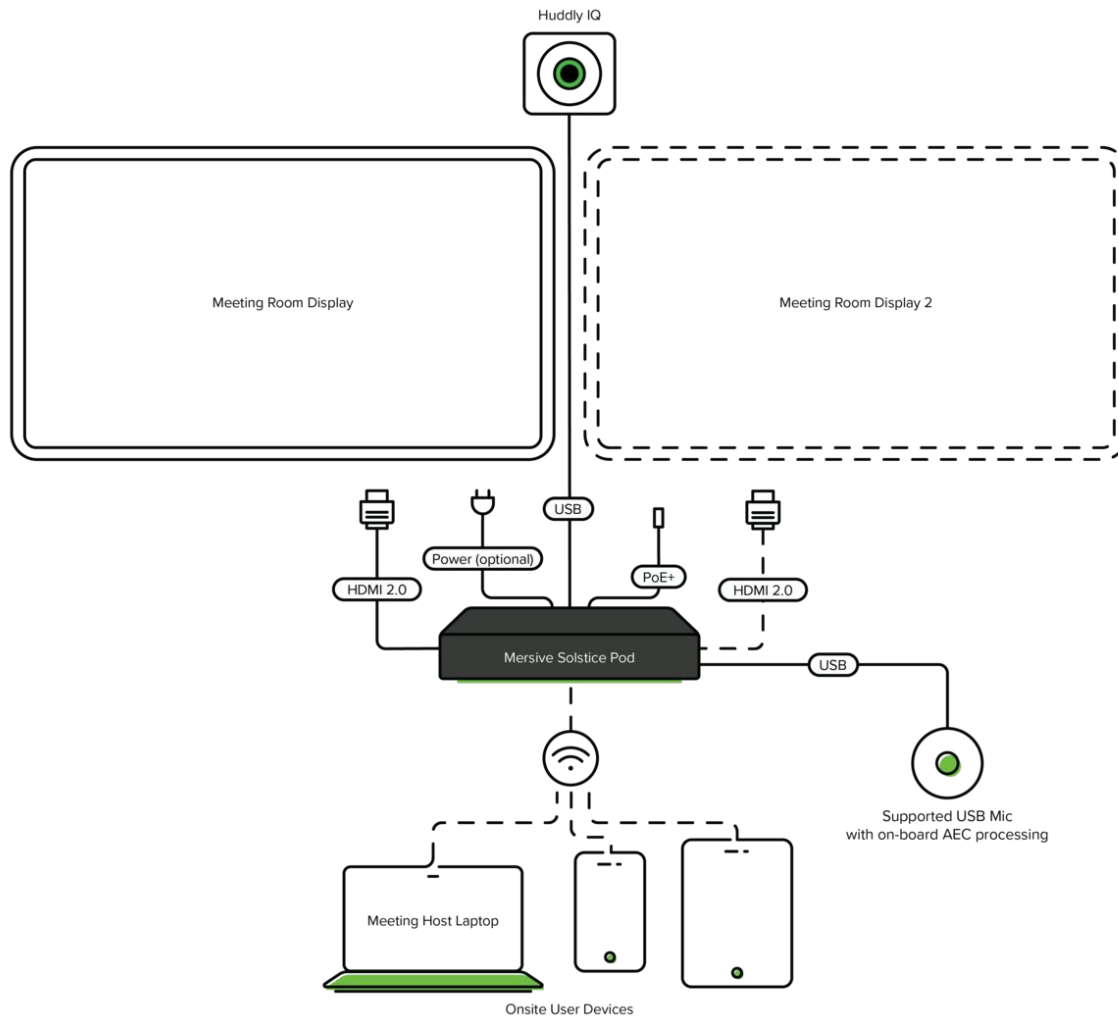 Huddly IQ
Meeting Room Display
Meeting Room Display 2
USB
Power (optional)
PoE+
HDMI 2.0
HDMI 2.0
Mersive Solstice Pod
USB
Supported USB Mic
with on-board AEC processing
Meeting Host Laptop
Onsite User Devices